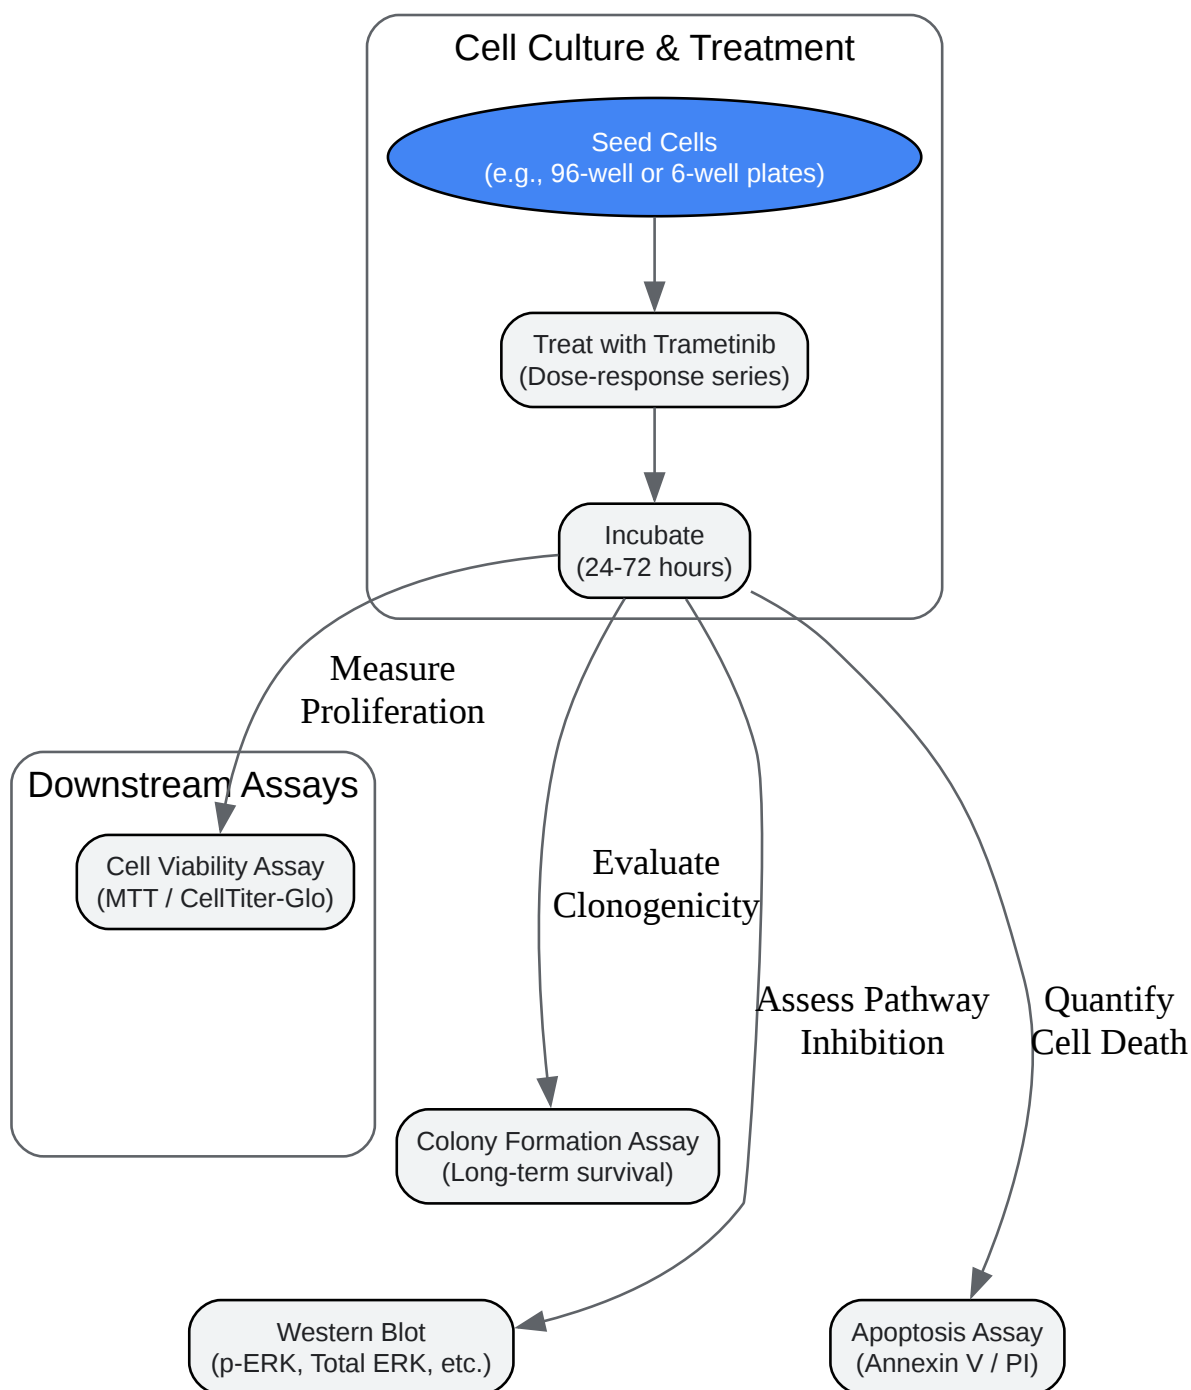 Cell Culture & Treatment
Seed Cells
(e.g., 96-well or 6-well plates)
Treat with Trametinib
(Dose-response series)
Incubate
(24-72 hours)
Measure
Proliferation
Downstream Assays
Cell Viability Assay
(MTT / CellTiter-Glo)
Evaluate
Clonogenicity
Assess Pathway
Inhibition
Quantify
Cell Death
Colony Formation Assay
(Long-term survival)
Western Blot
(p-ERK, Total ERK, etc.)
Apoptosis Assay
(Annexin V / PI)